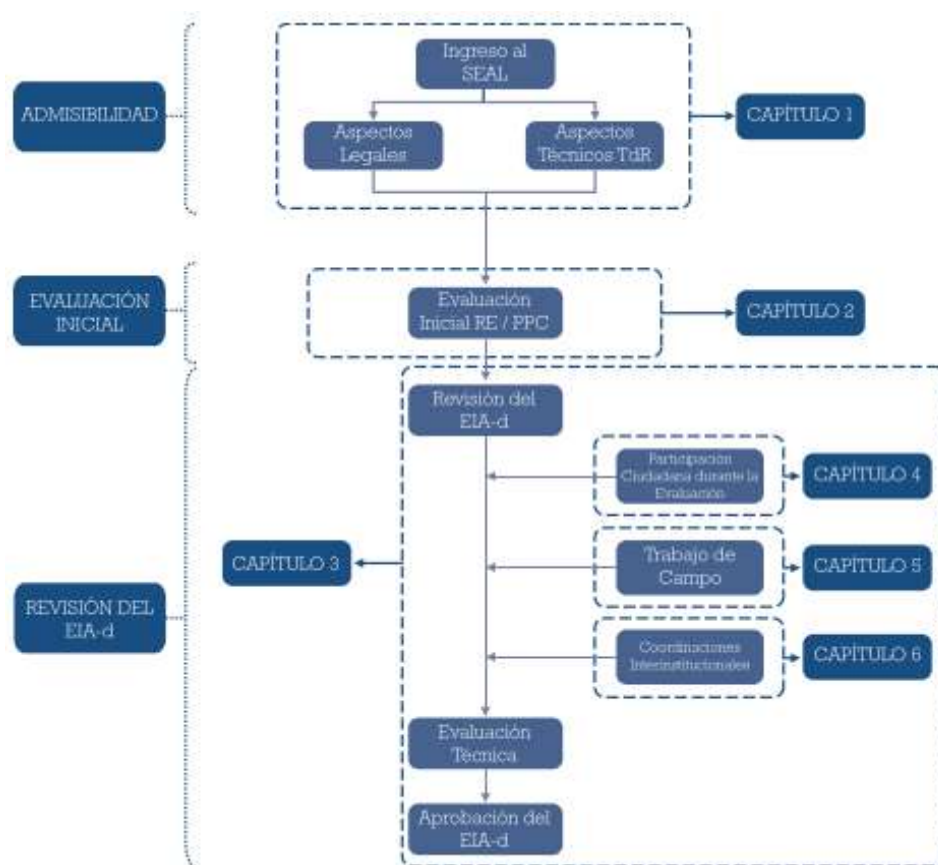 Ingreso al
SEAL
ADMISIBILIDAD
Aspectos
Legales
Aspectos
Técnicos TdR
CAPÍTULO 1
EVALUACIÓN
INICIAL
Evaluación
Inicial RE / PPC
CAPÍTULO 2
Revisión del
EIA-d
Participación
Ciudadana durante la
Evaluación
CAPÍTULO 4
CAPÍTULO 3
Trabajo de
Campo
CAPÍTULO 5
REVISIÓN DEL
EIA-d
Coordinaciones
Interinstitucionales
CAPÍTULO 6
Evaluación
Técnica
Aprobación del
EIA-d